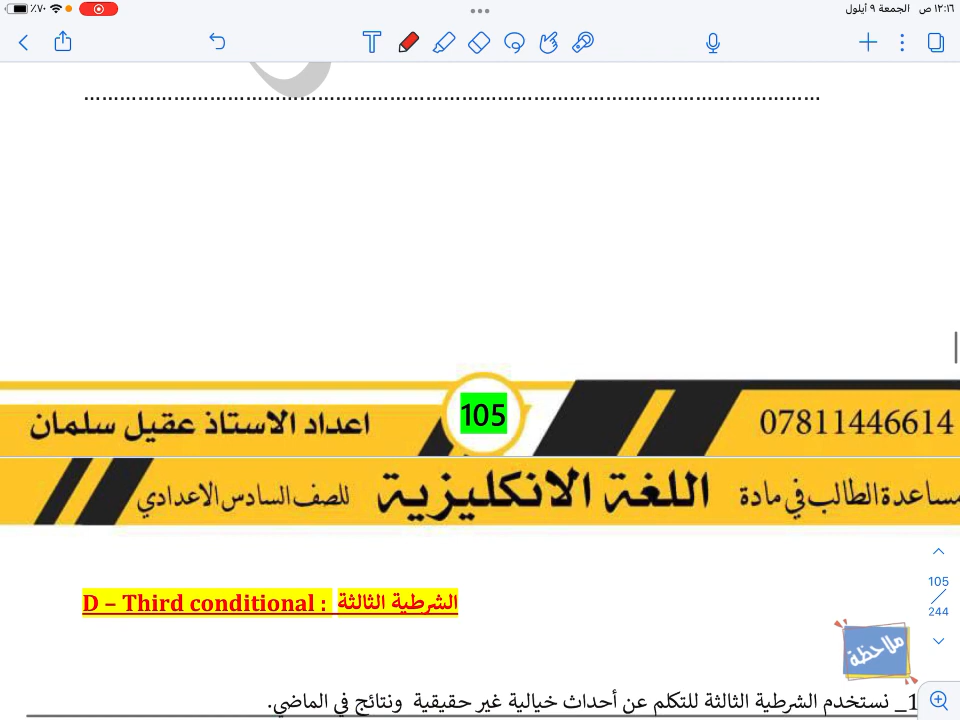 ١٢:١٦ ص الجمعة ٩ أيلول
٪٧٠
................................................................................
اعداد الاستاذ عقيل سلمان
105
07811446614
مساعدة الطالب في مادة اللغة الانكليزية للصف السادس الاعدادي
D – Third conditional : الشرطية الثالثة
105
244
ملاحظة
1_ نستخدم الشرطية الثالثة للتكلم عن أحداث خيالية غير حقيقية ونتائج في الماضي.